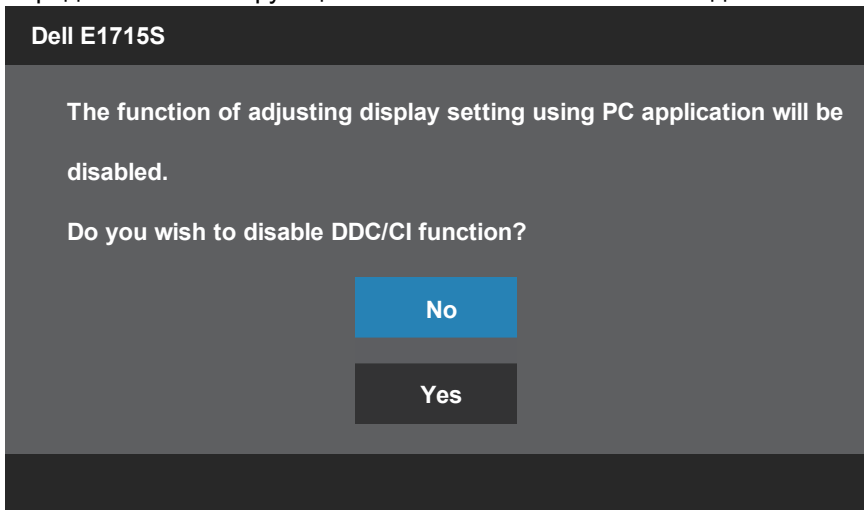 Dell E1715S
The function of adjusting display setting using PC application will be
disabled.
Do you wish to disable DDC/CI function?
No
Yes